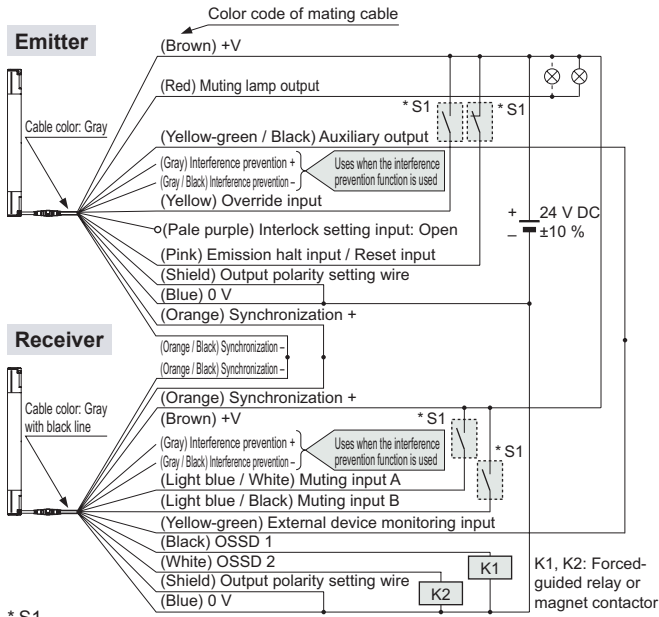 Color code of mating cable
Emitter
(Brown) +V
(Red) Muting lamp output
* S1
* S1
Cable color: Gray
(Yellow-green / Black) Auxiliary output
(Gray) Interference prevention +
(Gray / Black) Interference prevention –
Uses when the interference
prevention function is used
(Yellow) Override input
+
–
24 V DC
±10 %
(Pale purple) Interlock setting input: Open
(Pink) Emission halt input / Reset input
(Shield) Output polarity setting wire
(Blue) 0 V
(Orange) Synchronization +
Receiver
(Orange / Black) Synchronization –
(Orange / Black) Synchronization –
(Orange) Synchronization +
Cable color: Gray
with black line
(Brown) +V
* S1
* S1
(Gray) Interference prevention +
(Gray / Black) Interference prevention –
Uses when the interference
prevention function is used
(Light blue / White) Muting input A
(Light blue / Black) Muting input B
(Yellow-green) External device monitoring input
(Black) OSSD 1
(White) OSSD 2
(Shield) Output polarity setting wire
(Blue) 0 V
K1
K2
K1, K2: Forced-
guided relay or
magnet contactor
* S1